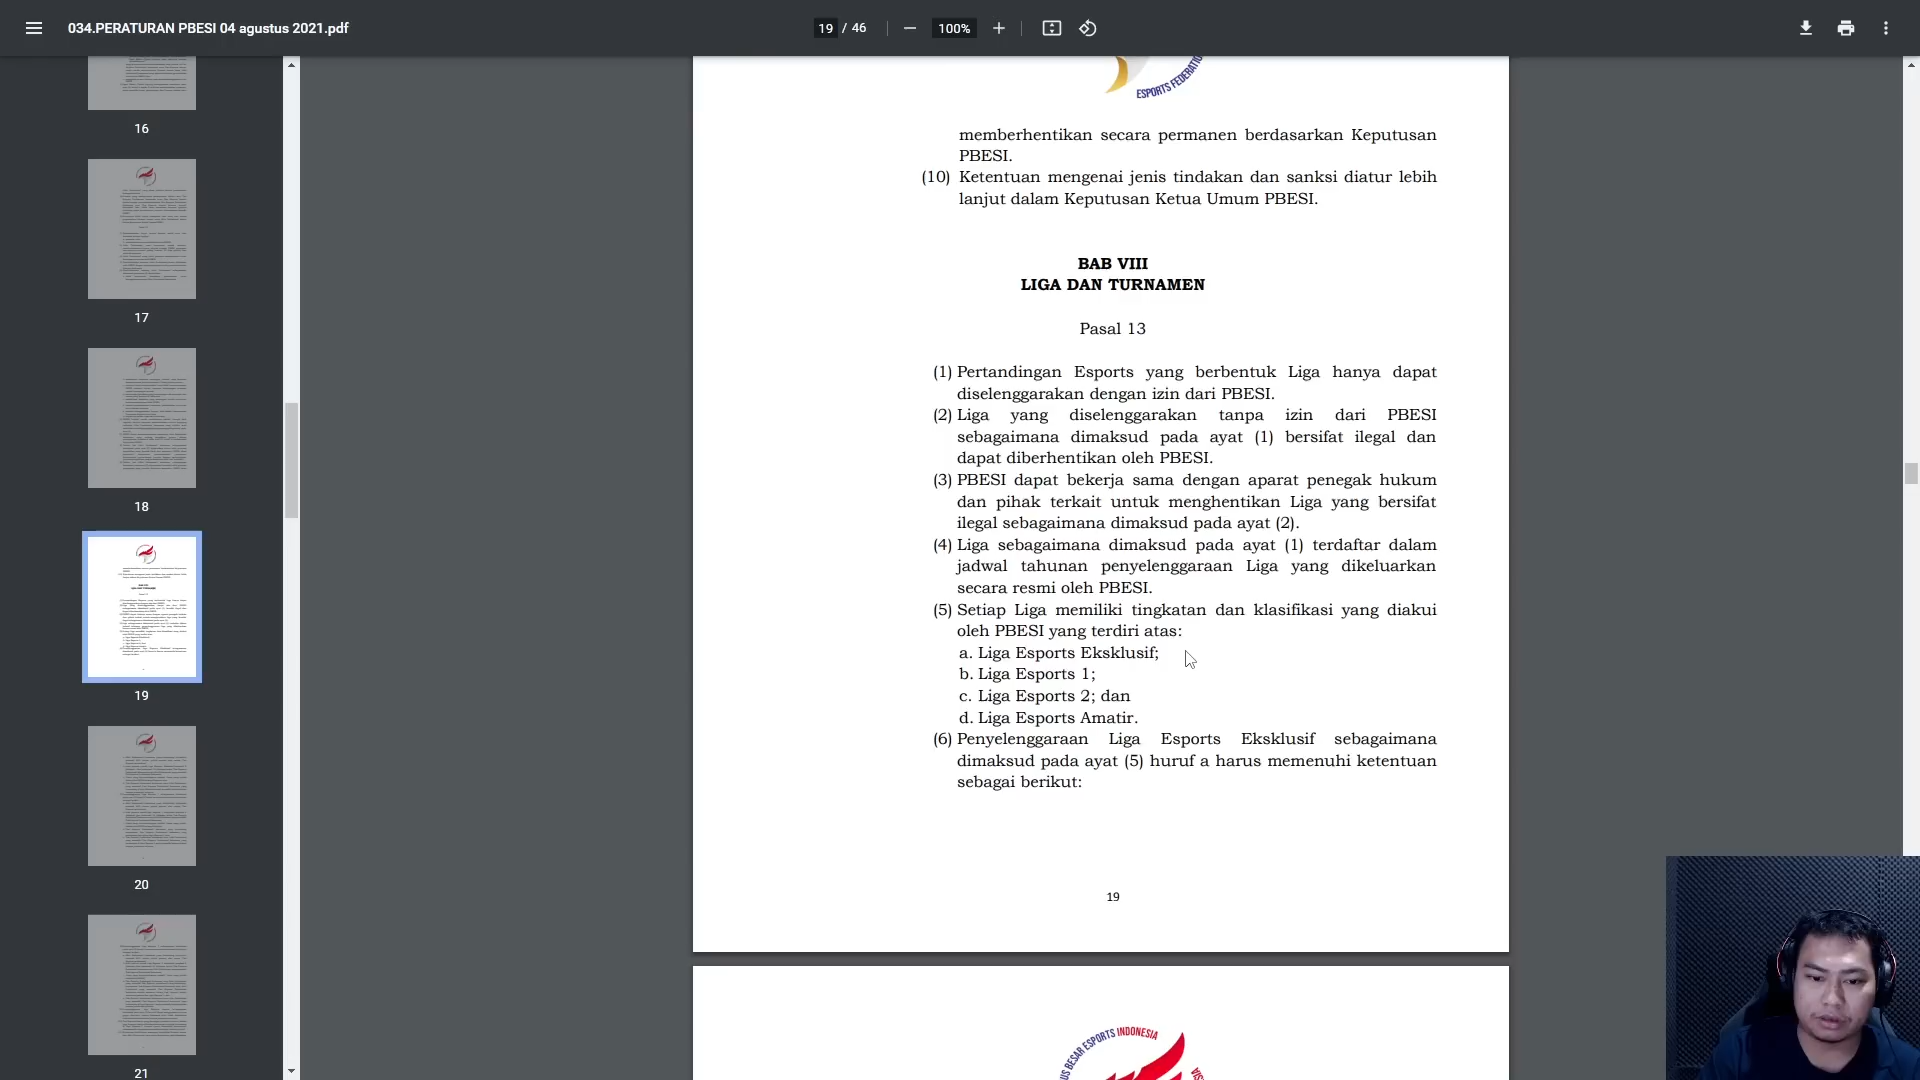 034.PERATURAN PBESI 04 agustus 2021.pdf
19 / 46
100%
16
17
18
19
20
21
ESPORTS FEDERATIO
memberhentikan secara permanen berdasarkan Keputusan
PBESI.
(10) Ketentuan mengenai jenis tindakan dan sanksi diatur lebih
lanjut dalam Keputusan Ketua Umum PBESI.
BAB VIII
LIGA DAN TURNAMEN
Pasal 13
(1) Pertandingan Esports yang berbentuk Liga hanya dapat
diselenggarakan dengan izin dari PBESI.
(2) Liga yang diselenggarakan tanpa izin dari PBESI
sebagaimana dimaksud pada ayat (1) bersifat ilegal dan
dapat diberhentikan oleh PBESI.
(3) PBESI dapat bekerja sama dengan aparat penegak hukum
dan pihak terkait untuk menghentikan Liga yang bersifat
ilegal sebagaimana dimaksud pada ayat (2).
(4) Liga sebagaimana dimaksud pada ayat (1) terdaftar dalam
jadwal tahunan penyelenggaraan Liga yang dikeluarkan
secara resmi oleh PBESI.
(5) Setiap Liga memiliki tingkatan dan klasifikasi yang diakui
oleh PBESI yang terdiri atas:
a. Liga Esports Eksklusif;
b. Liga Esports 1;
c. Liga Esports 2; dan
d. Liga Esports Amatir.
(6) Penyelenggaraan Liga Esports Eksklusif sebagaimana
dimaksud pada ayat (5) huruf a harus memenuhi ketentuan
sebagai berikut:
19
US BESAR ESPORTS INDONESIA